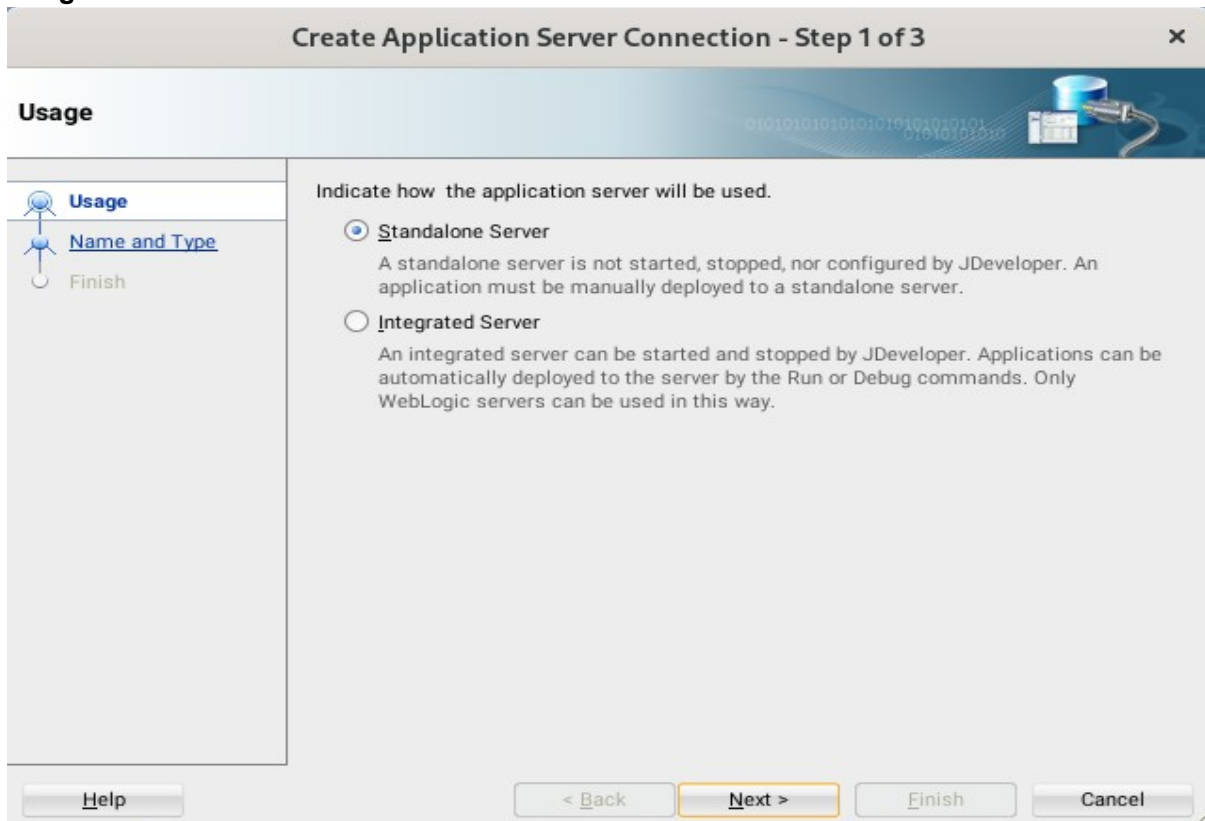 Create Application Server Connection - Step 1 of 3
Usage
Usage
Name and Type
Finish
Indicate how the application server will be used.
Standalone Server
A standalone server is not started, stopped, nor configured by JDeveloper. An
application must be manually deployed to a standalone server.
Integrated Server
An integrated server can be started and stopped by JDeveloper. Applications can be
automatically deployed to the server by the Run or Debug commands. Only
WebLogic servers can be used in this way.
Help
< Back
Next >
Finish
Cancel